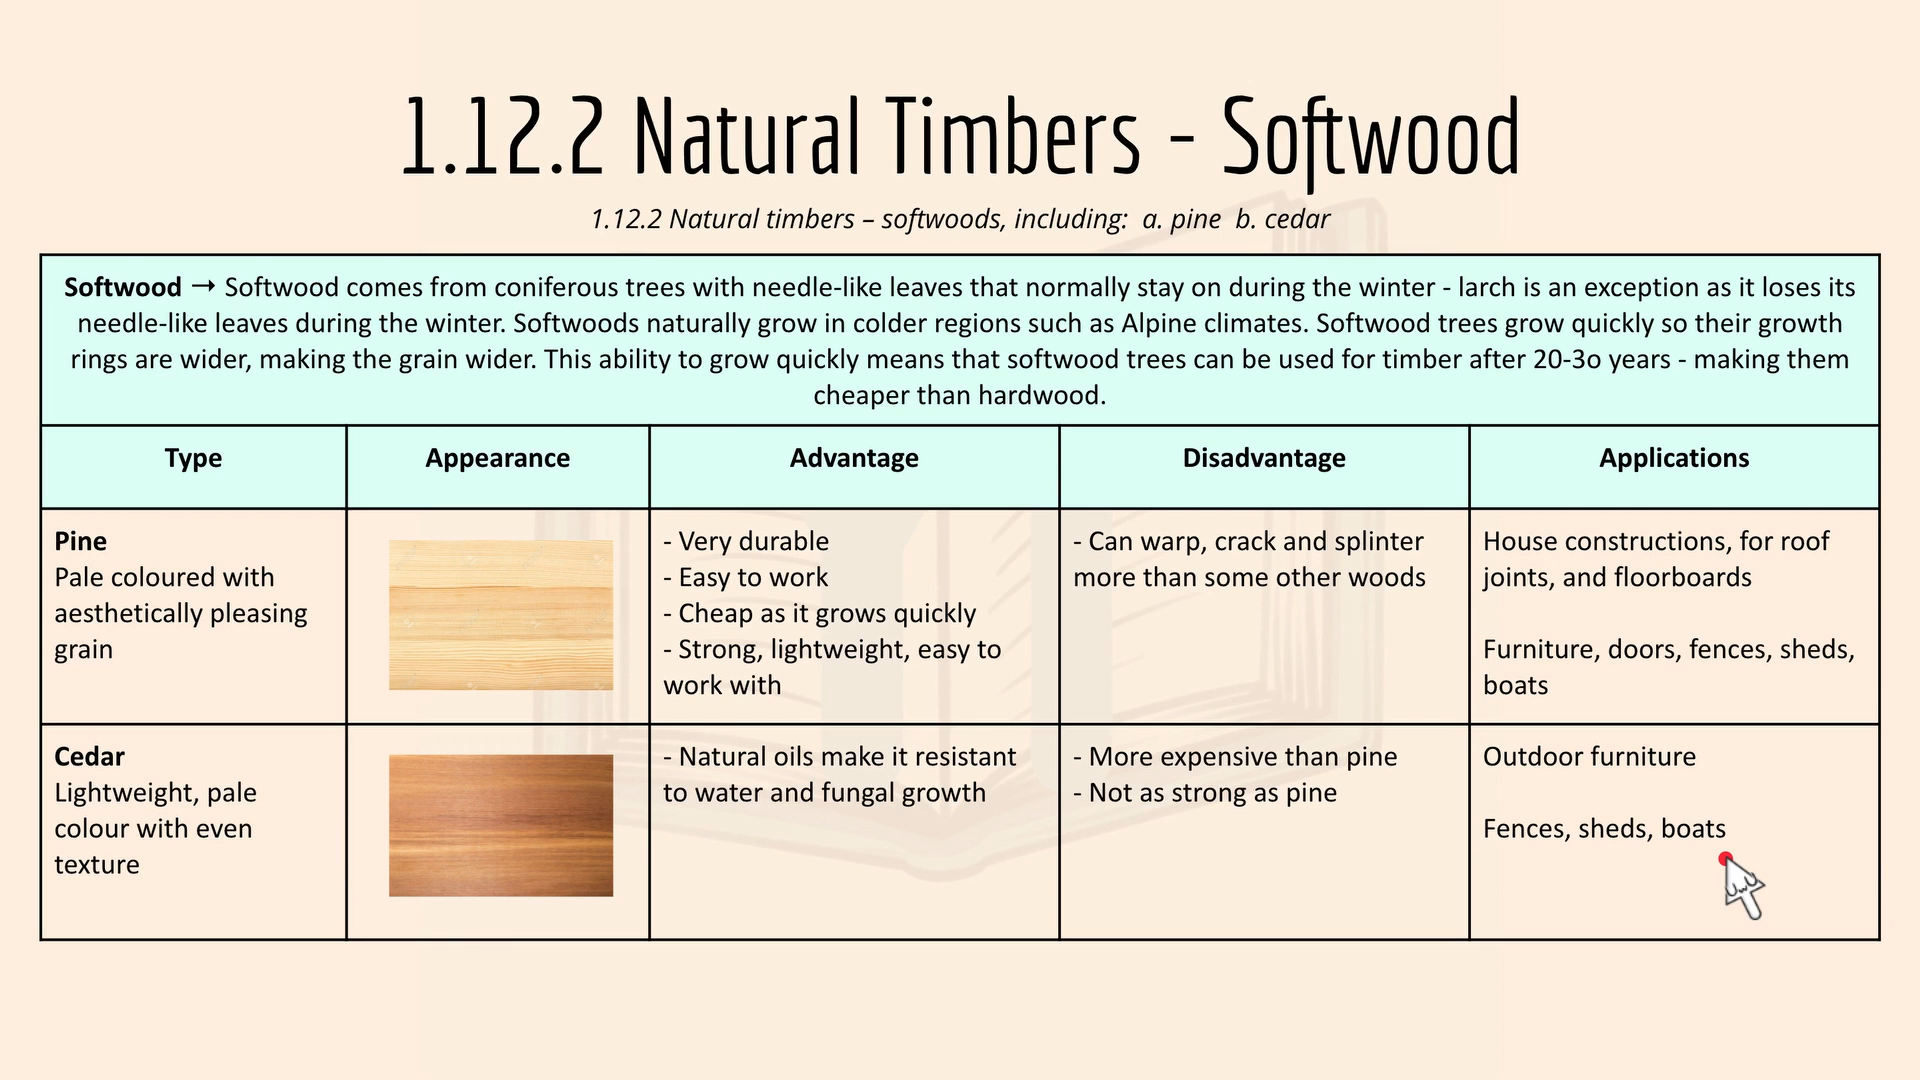 1.12.2 Natural Timbers - Softwood
1.12.2 Natural timbers – softwoods, including: a. pine b. cedar
Softwood → Softwood comes from coniferous trees with needle-like leaves that normally stay on during the winter - larch is an exception as it loses its
needle-like leaves during the winter. Softwoods naturally grow in colder regions such as Alpine climates. Softwood trees grow quickly so their growth
rings are wider, making the grain wider. This ability to grow quickly means that softwood trees can be used for timber after 20-3o years - making them
cheaper than hardwood.
Type
Appearance
Advantage
Disadvantage
Applications
Pine
Pale coloured with
aesthetically pleasing
grain
- Very durable
- Easy to work
- Cheap as it grows quickly
- Strong, lightweight, easy to
work with
- Can warp, crack and splinter
more than some other woods
House constructions, for roof
joints, and floorboards
Furniture, doors, fences, sheds,
boats
Cedar
Lightweight, pale
colour with even
texture
- Natural oils make it resistant
to water and fungal growth
- More expensive than pine
- Not as strong as pine
Outdoor furniture
Fences, sheds, boats